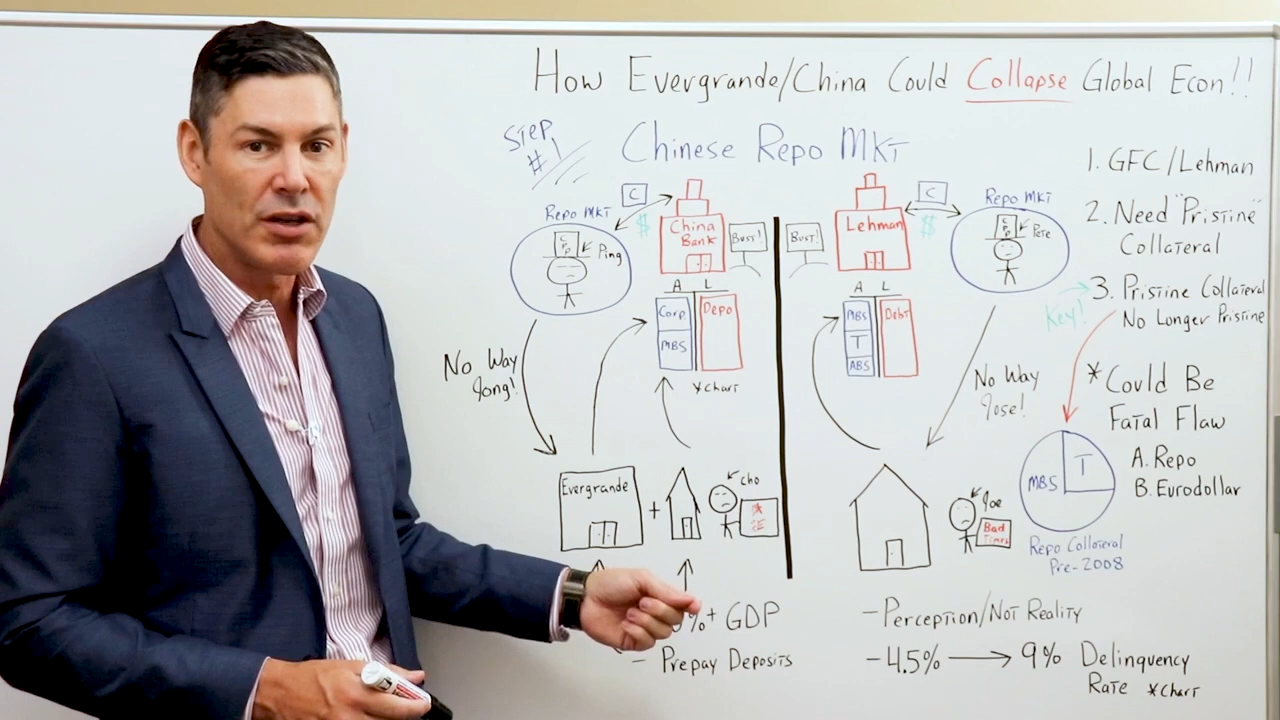 How Evergrande/China Could Collapse Global Econ!!
STEP
#1
Chinese Repo MKT
Repo MKT
C
$
China
Bank
Bust!
C
P
P
Ping
A L
Corp
MBS
Depo
*Chart
No Way
Jong!
Evergrande
+
Cho
%+ GDP
- Prepay Deposits
Bust!
Lehman
C
$
Repo MKT
C
P
P
Pete
A L
MBS
T
ABS
Debt
No Way
Jose!
Joe
Bad
Times
- Perception/Not Reality
- 4.5% → 9% Delinquency
Rate *Chart
1. GFC/Lehman
2. Need "Pristine"
Collateral
Key!
3. Pristine Collateral
No Longer Pristine
* Could Be
Fatal Flaw
A. Repo
B. Eurodollar
MBS
T
Repo Collateral
Pre-2008